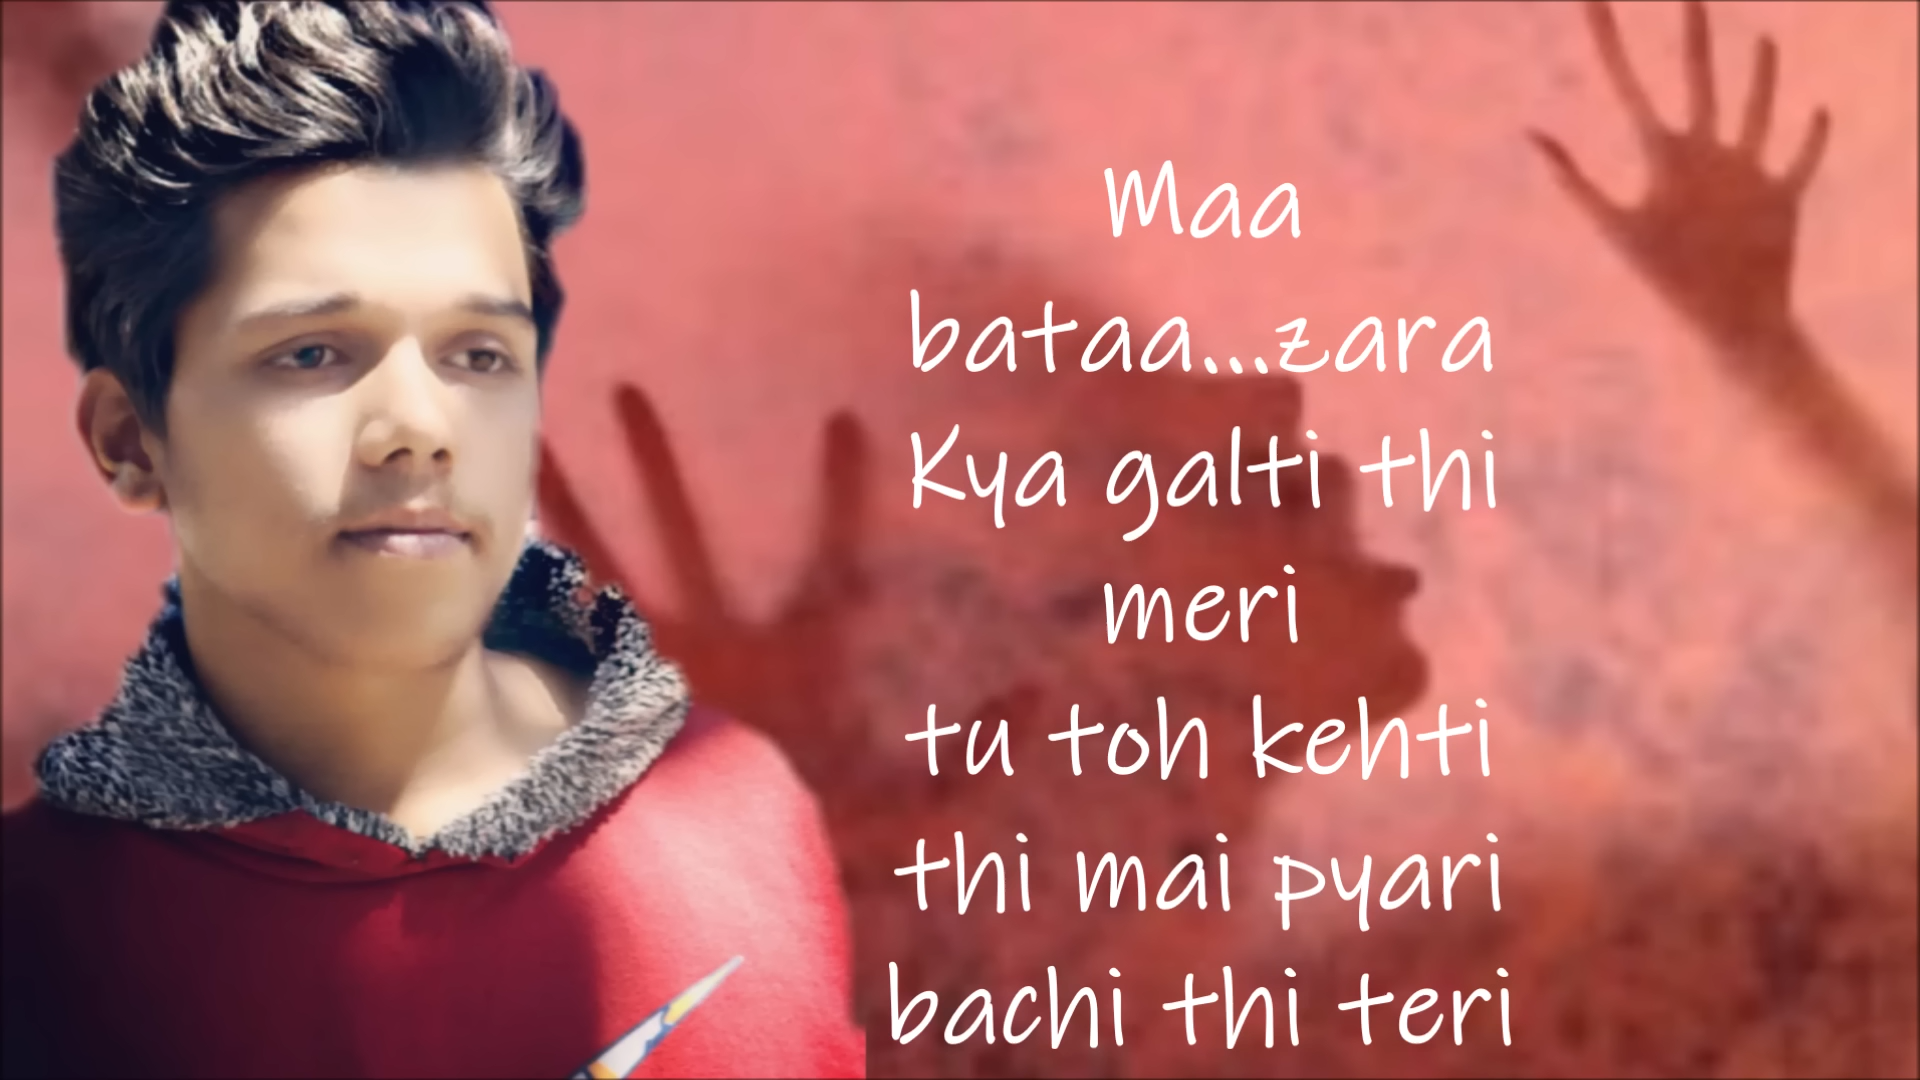 Maa
bataa...zara
Kya galti thi
meri
tu toh kehti
thi mai pyari
bachi thi teri